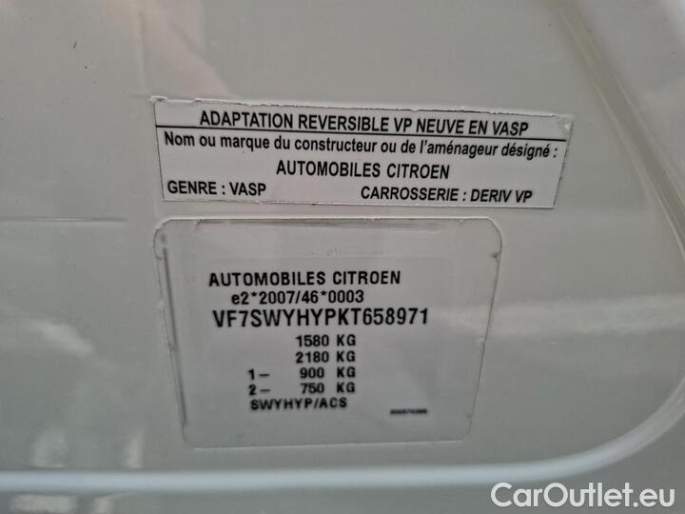 ADAPTATION REVERSIBLE VP NEUVE EN VASP
Nom ou marque du constructeur ou de l'aménageur désigné :
AUTOMOBILES CITROEN
GENRE : VASP CARROSSERIE : DERIV VP
AUTOMOBILES CITROEN
e2*2007/46*0003
VF7SWYHYPKT658971
1580 KG
2180 KG
1- 900 KG
2- 750 KG
SWYHYP/ACS
CarOutlet.eu